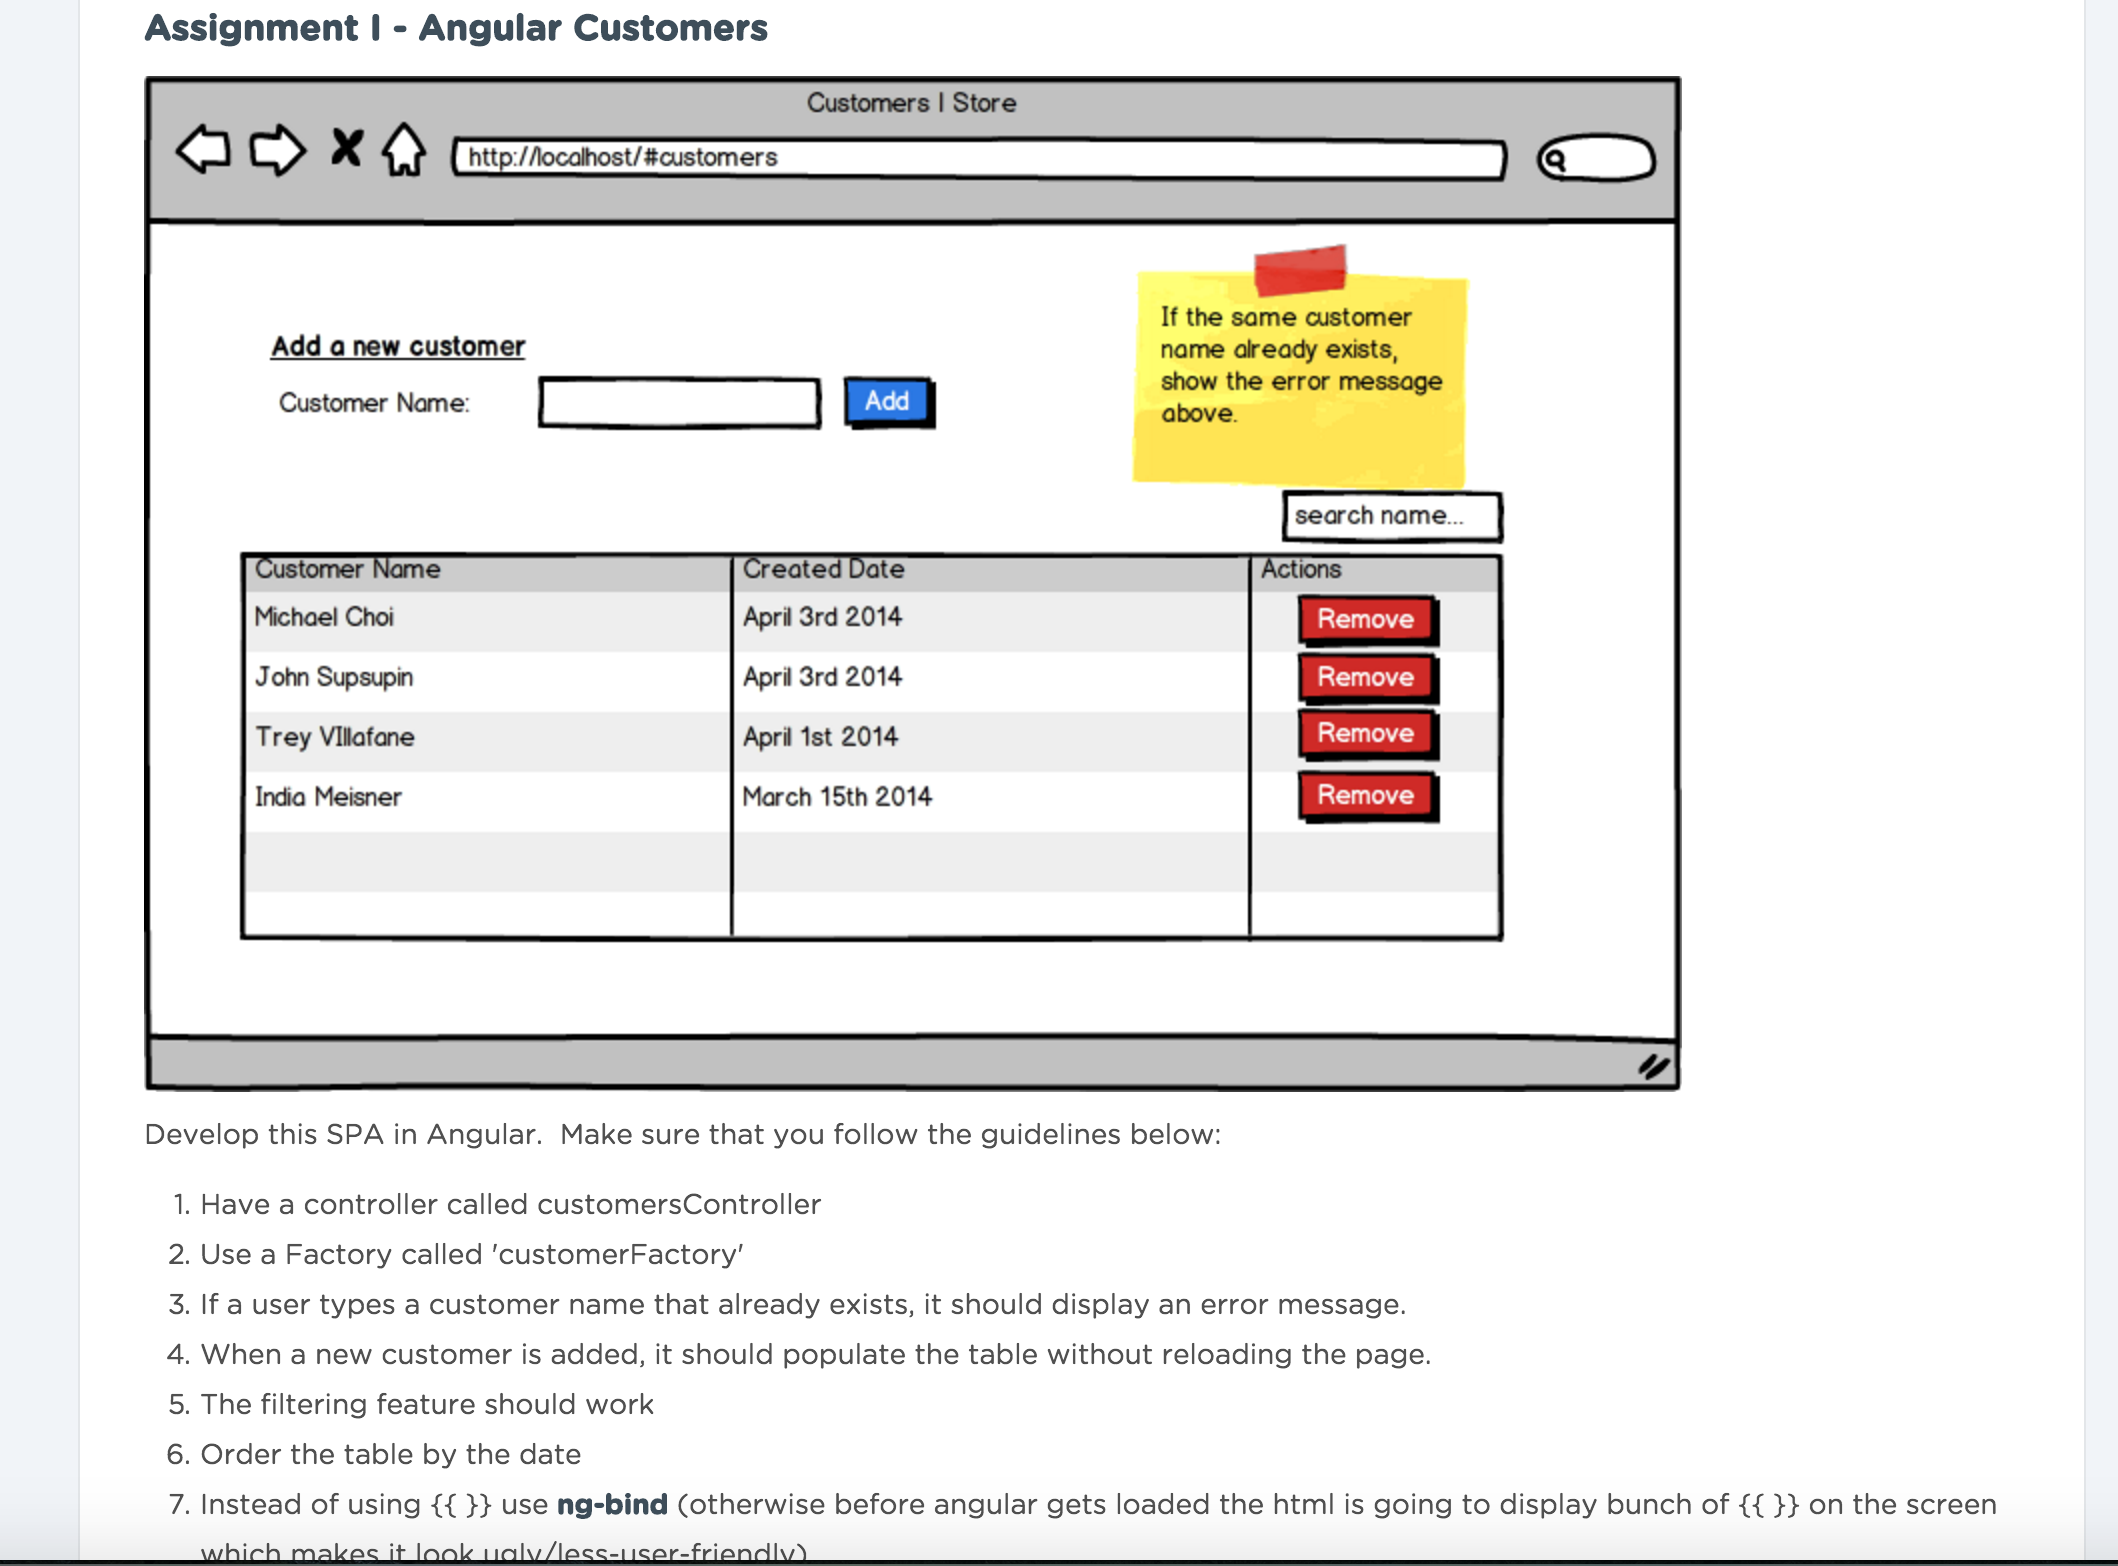 Assignment I - Angular Customers
Customers | Store
http://localhost/#customers
If the same customer
name already exists,
show the error message
above.
Add a new customer
Customer Name:
Add
search name...
Customer Name Created Date Actions
Michael Choi April 3rd 2014 Remove
John Supsupin April 3rd 2014 Remove
Trey VIllafane April 1st 2014 Remove
India Meisner March 15th 2014 Remove
Develop this SPA in Angular.  Make sure that you follow the guidelines below:
1. Have a controller called customersController
2. Use a Factory called 'customerFactory'
3. If a user types a customer name that already exists, it should display an error message.
4. When a new customer is added, it should populate the table without reloading the page.
5. The filtering feature should work
6. Order the table by the date
7. Instead of using {{ }} use ng-bind (otherwise before angular gets loaded the html is going to display bunch of {{ }} on the screen
which makes it look ugly/less-user-friendly)